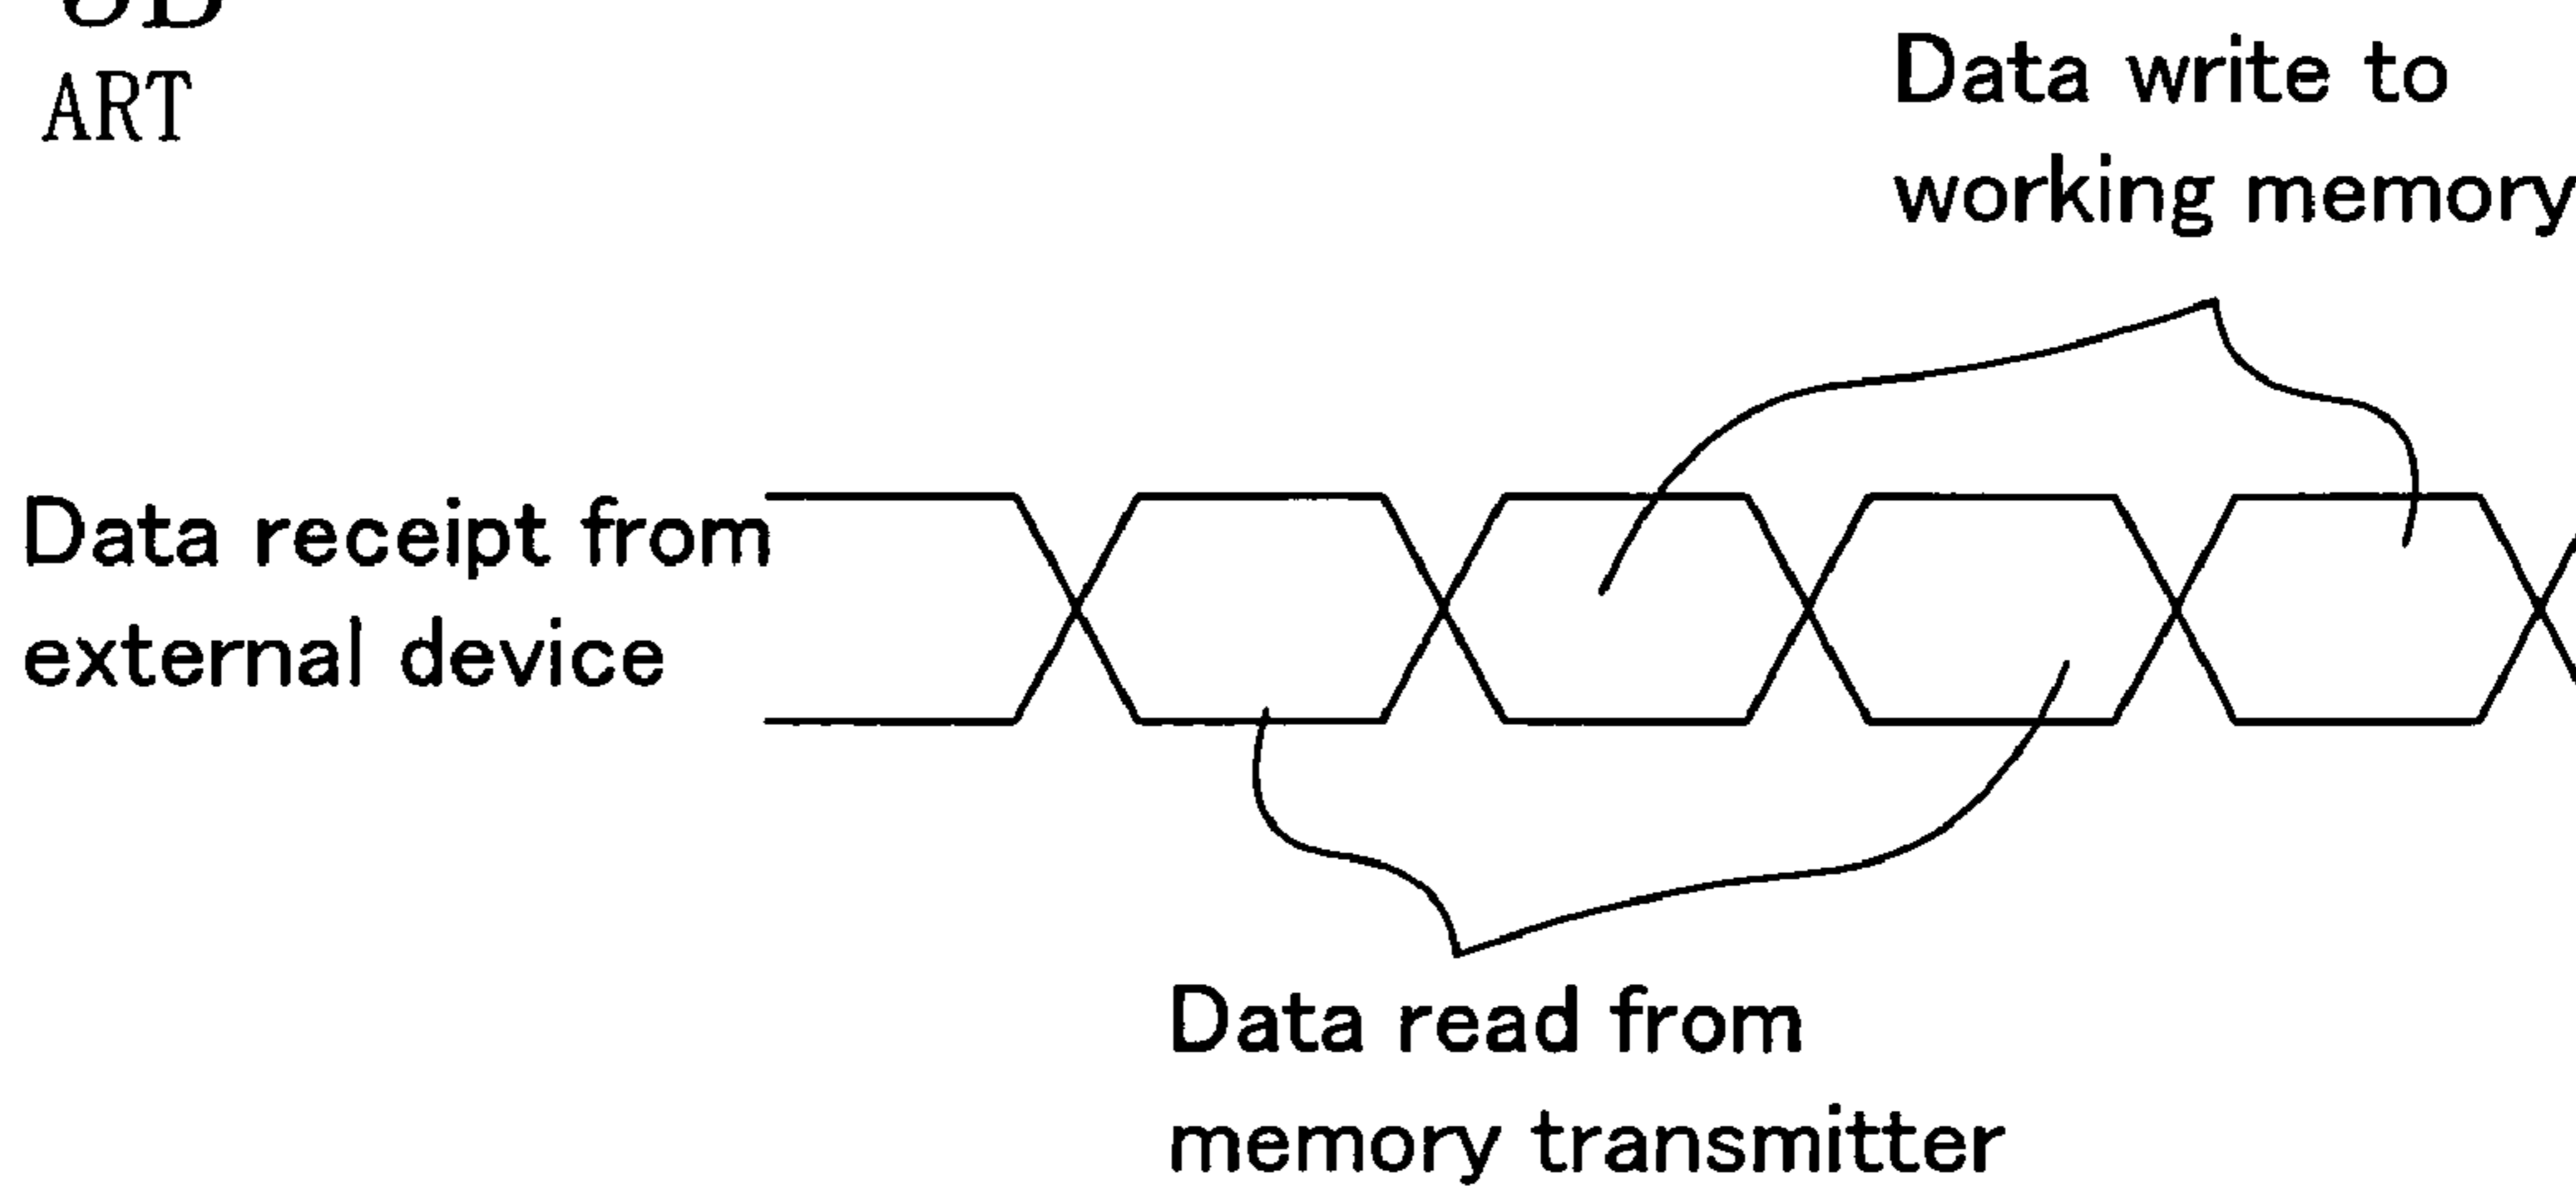 ART
Data write to
working memory
Data receipt from
external device
Data read from
memory transmitter